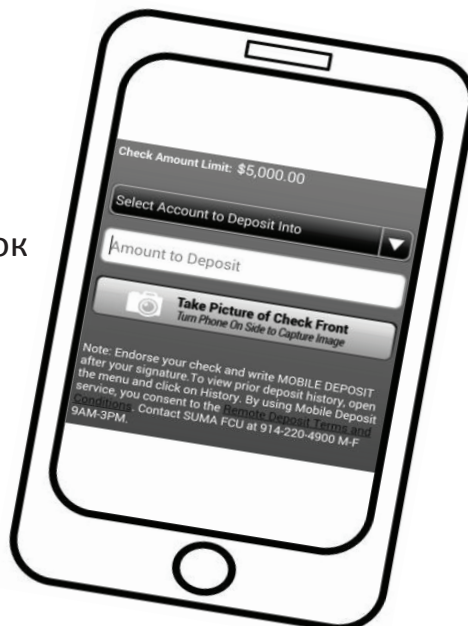 ок
Check Amount Limit: $5,000.00
Select Account to Deposit Into
Amount to Deposit
Take Picture of Check Front
Turn Phone On Side to Capture Image
Note: Endorse your check and write MOBILE DEPOSIT
after your signature.To view prior deposit history, open
the menu and click on History. By using Mobile Deposit
service, you consent to the Remote Deposit Terms and
Conditions. Contact SUMA FCU at 914-220-4900 M-F
9AM-3PM.